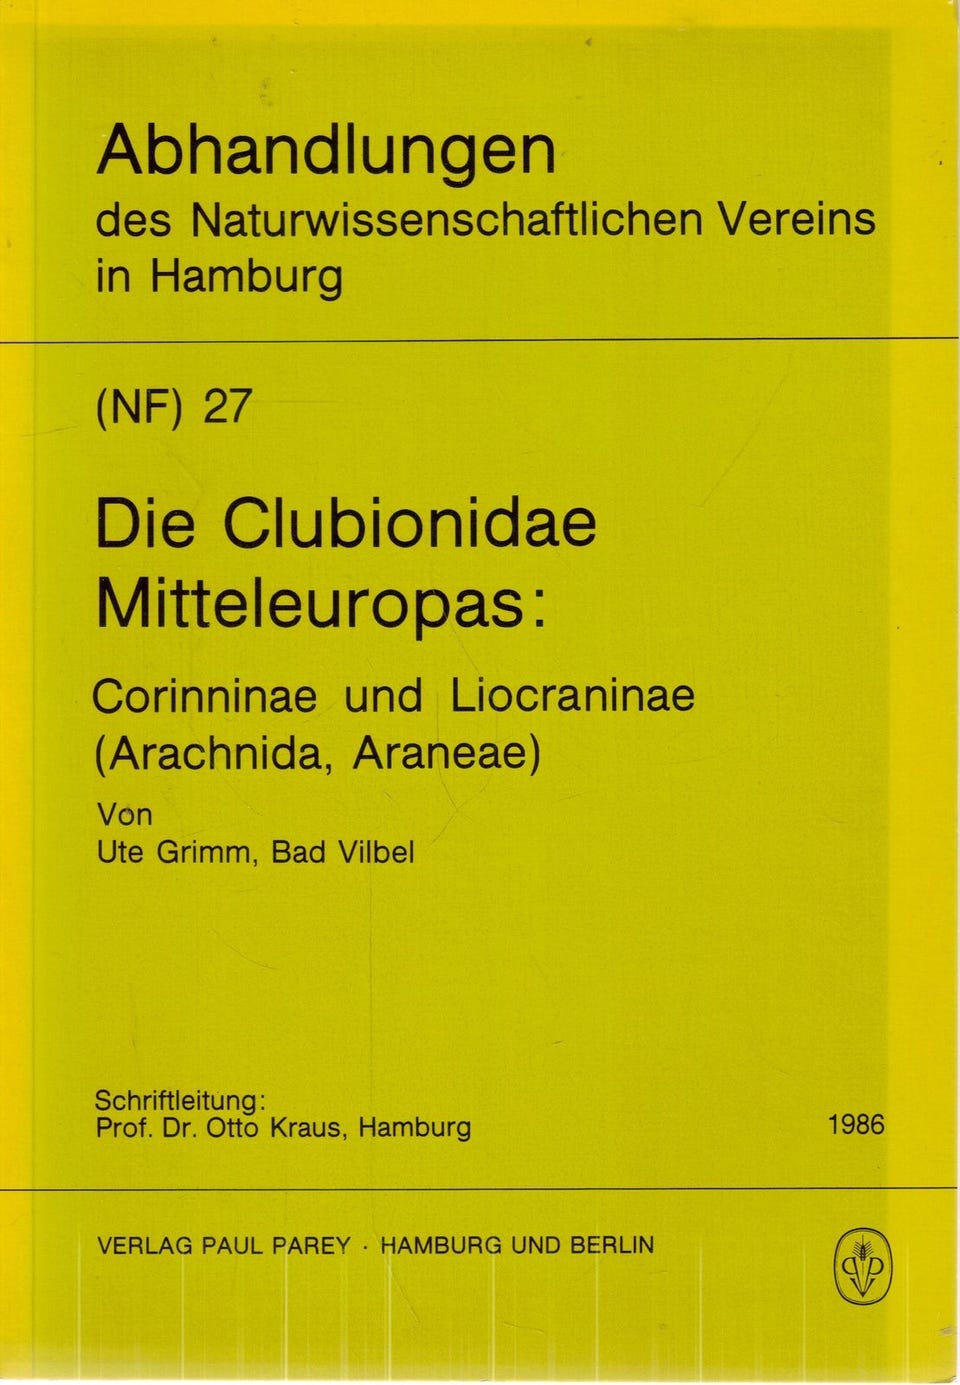 Abhandlungen
des Naturwissenschaftlichen Vereins
in Hamburg
(NF) 27
Die Clubionidae
Mitteleuropas:
Corinninae und Liocraninae
(Arachnida, Araneae)
Von
Ute Grimm, Bad Vilbel
Schriftleitung:
Prof. Dr. Otto Kraus, Hamburg
1986
VERLAG PAUL PAREY · HAMBURG UND BERLIN
PVP